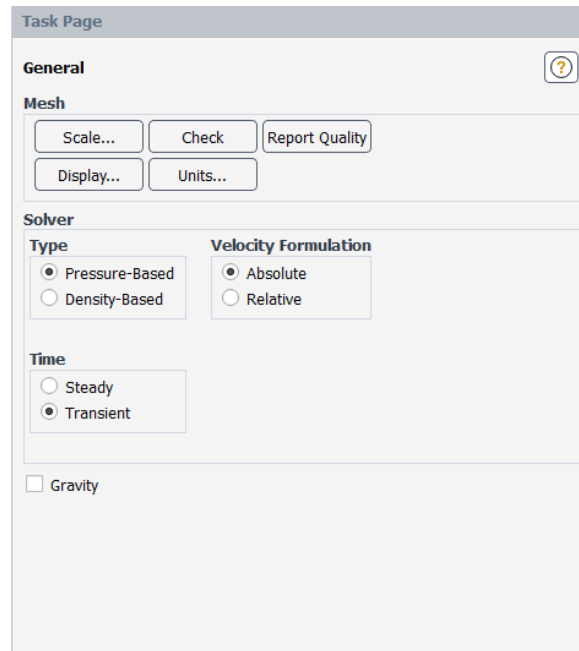 Task Page
General
?
Mesh
Scale... Check Report Quality
Display... Units...
Solver
Type Velocity Formulation
Pressure-Based Absolute
Density-Based Relative
Time
Steady
Transient
Gravity